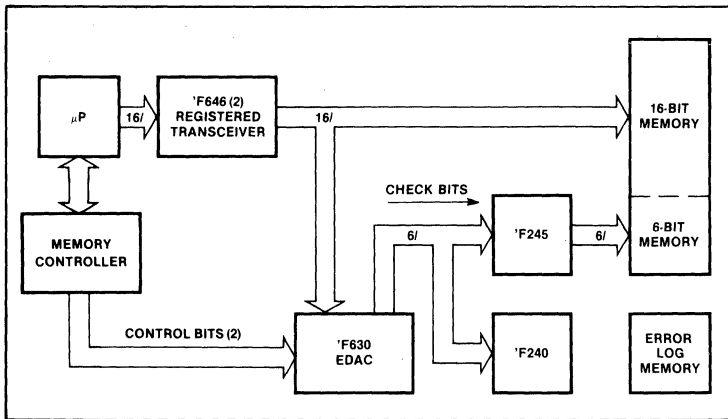 μP
16/
'F646 (2)
REGISTERED
TRANSCEIVER
16/
16-BIT
MEMORY
CHECK BITS
MEMORY
CONTROLLER
6/
'F245
6/
6-BIT
MEMORY
CONTROL BITS (2)
'F630
EDAC
'F240
ERROR
LOG
MEMORY